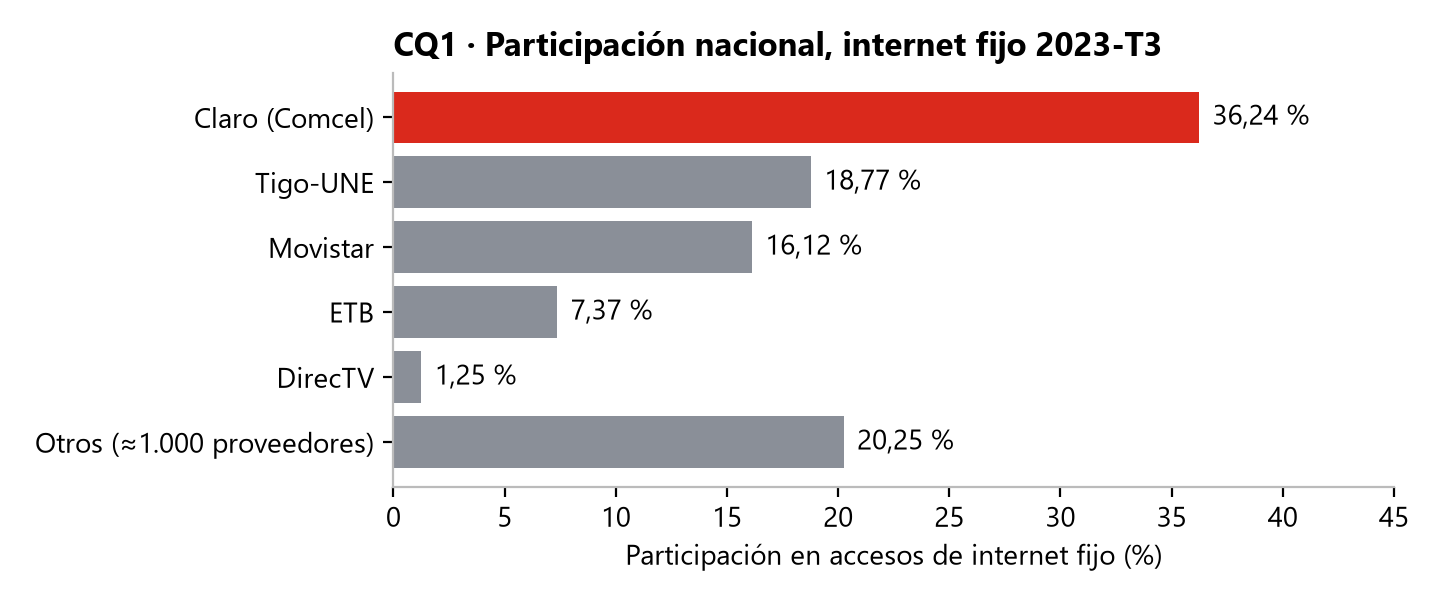 CQ1 · Participación nacional, internet fijo 2023-T3
Claro (Comcel) 36,24 %
Tigo-UNE 18,77 %
Movistar 16,12 %
ETB 7,37 %
DirecTV 1,25 %
Otros (≈1.000 proveedores) 20,25 %
0 5 10 15 20 25 30 35 40 45
Participación en accesos de internet fijo (%)